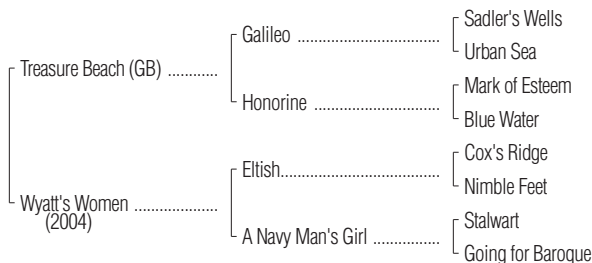 Sadler's Wells
Galileo ..................................
Urban Sea
Treasure Beach (GB) ............
Mark of Esteem
Honorine ..............................
Blue Water
Cox's Ridge
Eltish......................................
Nimble Feet
Wyatt's Women ....................
(2004)
Stalwart
A Navy Man's Girl ................
Going for Baroque